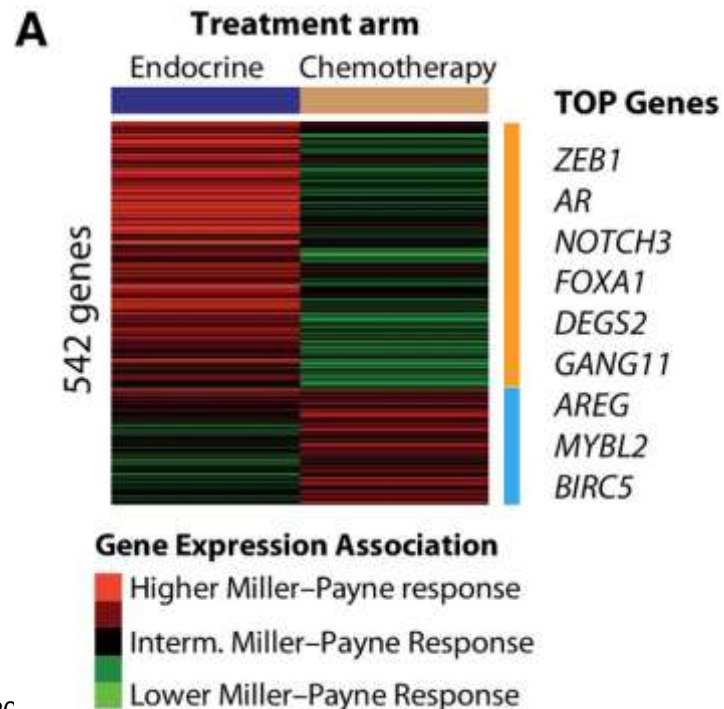 A
Treatment arm
Endocrine Chemotherapy
TOP Genes
542 genes
ZEB1
AR
NOTCH3
FOXA1
DEGS2
GANG11
AREG
MYBL2
BIRC5
Gene Expression Association
Higher Miller–Payne response
Interm. Miller–Payne Response
Lower Miller–Payne Response